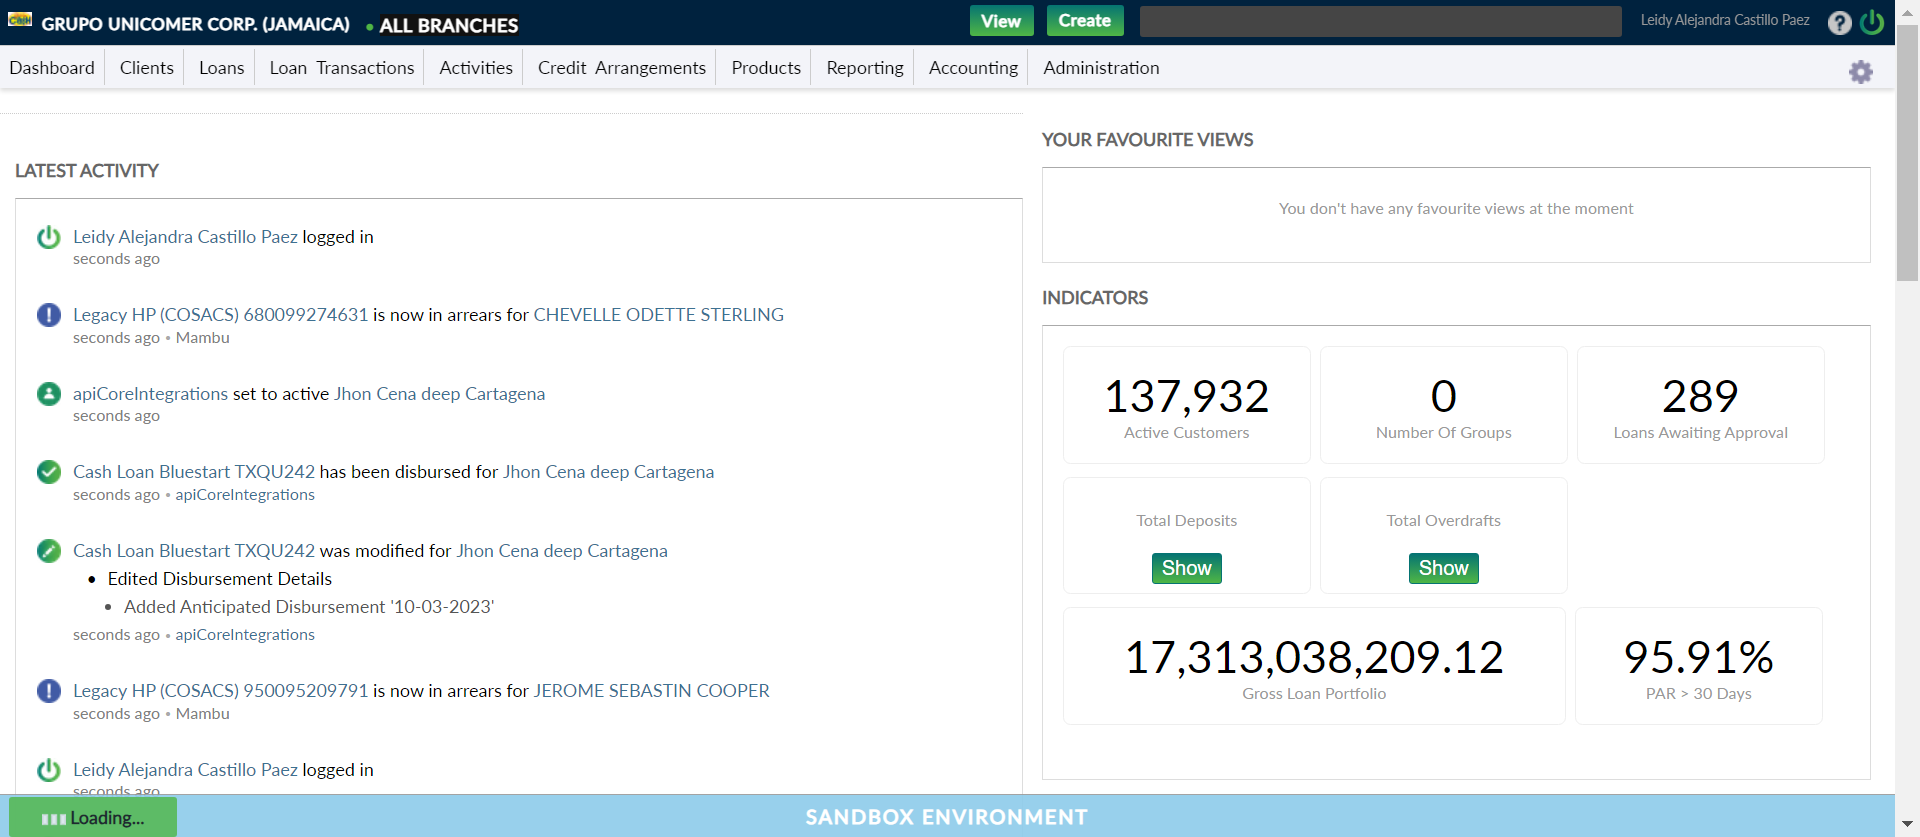 Cash
GRUPO UNICOMER CORP. (JAMAICA) • ALL BRANCHES
View
Create
Leidy Alejandra Castillo Paez
?
Dashboard
Clients
Loans
Loan Transactions
Activities
Credit Arrangements
Products
Reporting
Accounting
Administration
LATEST ACTIVITY
Leidy Alejandra Castillo Paez logged in
seconds ago
Legacy HP (COSACS) 680099274631 is now in arrears for CHEVELLE ODETTE STERLING
seconds ago • Mambu
apiCoreIntegrations set to active Jhon Cena deep Cartagena
seconds ago
Cash Loan Bluestart TXQU242 has been disbursed for Jhon Cena deep Cartagena
seconds ago • apiCoreIntegrations
Cash Loan Bluestart TXQU242 was modified for Jhon Cena deep Cartagena
• Edited Disbursement Details
• Added Anticipated Disbursement '10-03-2023'
seconds ago • apiCoreIntegrations
Legacy HP (COSACS) 950095209791 is now in arrears for JEROME SEBASTIN COOPER
seconds ago • Mambu
Leidy Alejandra Castillo Paez logged in
seconds ago
YOUR FAVOURITE VIEWS
You don't have any favourite views at the moment
INDICATORS
137,932
Active Customers
0
Number Of Groups
289
Loans Awaiting Approval
Total Deposits
Show
Total Overdrafts
Show
17,313,038,209.12
Gross Loan Portfolio
95.91%
PAR > 30 Days
Loading...
SANDBOX ENVIRONMENT